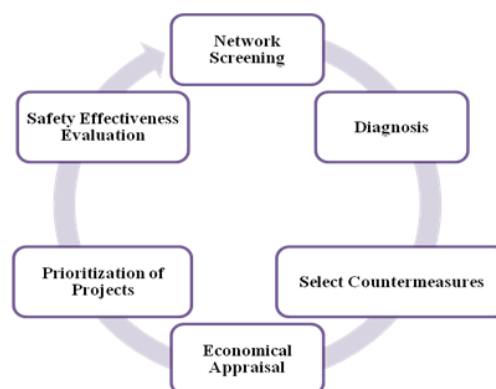 Network
Screening
Diagnosis
Select Countermeasures
Economical
Appraisal
Prioritization of
Projects
Safety Effectiveness
Evaluation